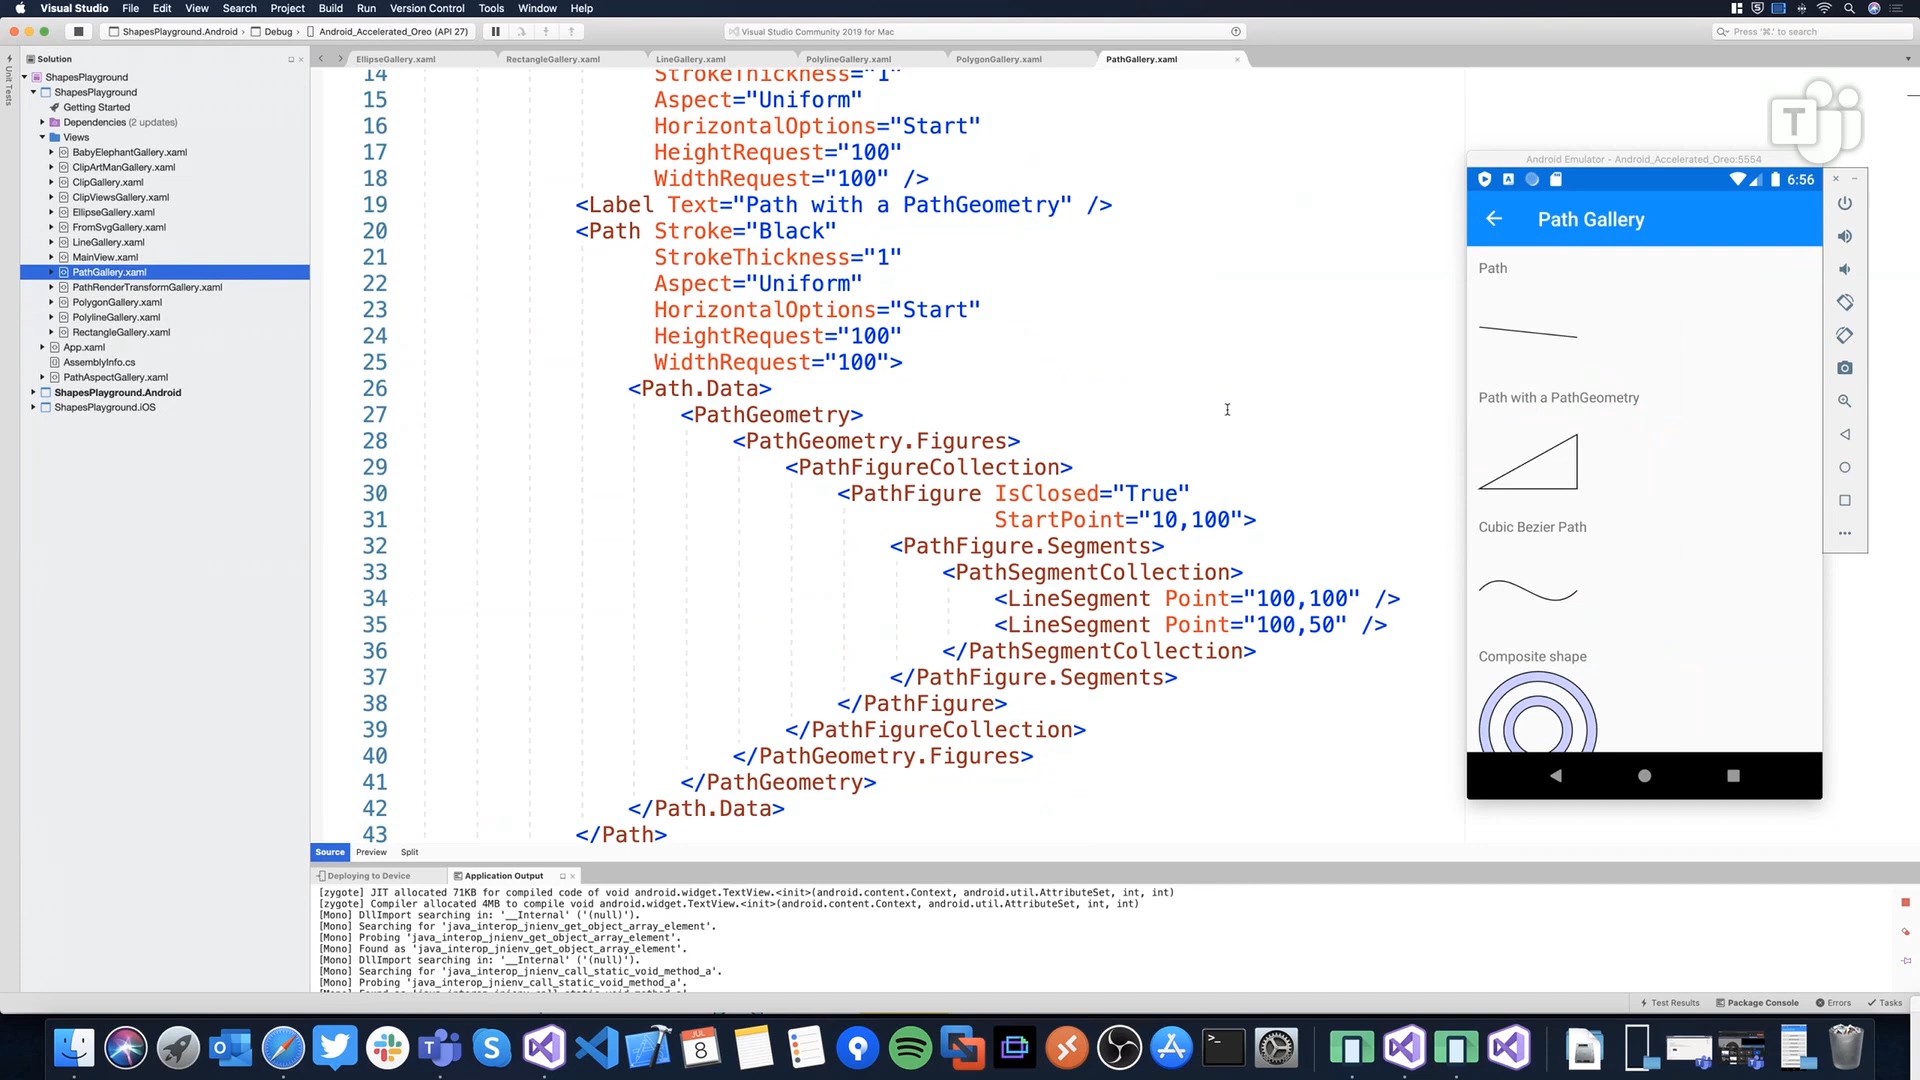 Visual Studio File Edit View Search Project Build Run Version Control Tools Window Help
ShapesPlayground.Android Debug Android_Accelerated_Oreo (API 27) Visual Studio Community 2019 for Mac Press '⌘.' to search
Unit Tests
Solution
ShapesPlayground
ShapesPlayground
Getting Started
Dependencies (2 updates)
Views
BabyElephantGallery.xaml
ClipArtManGallery.xaml
ClipGallery.xaml
ClipViewsGallery.xaml
EllipseGallery.xaml
FromSvgGallery.xaml
LineGallery.xaml
MainView.xaml
PathGallery.xaml
PathRenderTransformGallery.xaml
PolygonGallery.xaml
PolylineGallery.xaml
RectangleGallery.xaml
App.xaml
AssemblyInfo.cs
PathAspectGallery.xaml
ShapesPlayground.Android
ShapesPlayground.iOS
EllipseGallery.xaml RectangleGallery.xaml LineGallery.xaml PolylineGallery.xaml PolygonGallery.xaml PathGallery.xaml
14 StrokeThickness="1"
15 Aspect="Uniform"
16 HorizontalOptions="Start"
17 HeightRequest="100"
18 WidthRequest="100" />
19 <Label Text="Path with a PathGeometry" />
20 <Path Stroke="Black"
21 StrokeThickness="1"
22 Aspect="Uniform"
23 HorizontalOptions="Start"
24 HeightRequest="100"
25 WidthRequest="100">
26 <Path.Data>
27 <PathGeometry>
28 <PathGeometry.Figures>
29 <PathFigureCollection>
30 <PathFigure IsClosed="True"
31 StartPoint="10,100">
32 <PathFigure.Segments>
33 <PathSegmentCollection>
34 <LineSegment Point="100,100" />
35 <LineSegment Point="100,50" />
36 </PathSegmentCollection>
37 </PathFigure.Segments>
38 </PathFigure>
39 </PathFigureCollection>
40 </PathGeometry.Figures>
41 </PathGeometry>
42 </Path.Data>
43 </Path>
T
Android Emulator - Android_Accelerated_Oreo:5554
6:56
Path Gallery
Path
Path with a PathGeometry
Cubic Bezier Path
Composite shape
Source Preview Split
Deploying to Device Application Output
[zygote] JIT allocated 71KB for compiled code of void android.widget.TextView.<init>(android.content.Context, android.util.AttributeSet, int, int)
[zygote] Compiler allocated 4MB to compile void android.widget.TextView.<init>(android.content.Context, android.util.AttributeSet, int, int)
[Mono] DllImport searching in: '__Internal' ('(null)').
[Mono] Searching for 'java_interop_jnienv_get_object_array_element'.
[Mono] Probing 'java_interop_jnienv_get_object_array_element'.
[Mono] Found as 'java_interop_jnienv_get_object_array_element'.
[Mono] DllImport searching in: '__Internal' ('(null)').
[Mono] Searching for 'java_interop_jnienv_call_static_void_method_a'.
[Mono] Probing 'java_interop_jnienv_call_static_void_method_a'.
Test Results Package Console Errors Tasks
JUL
8